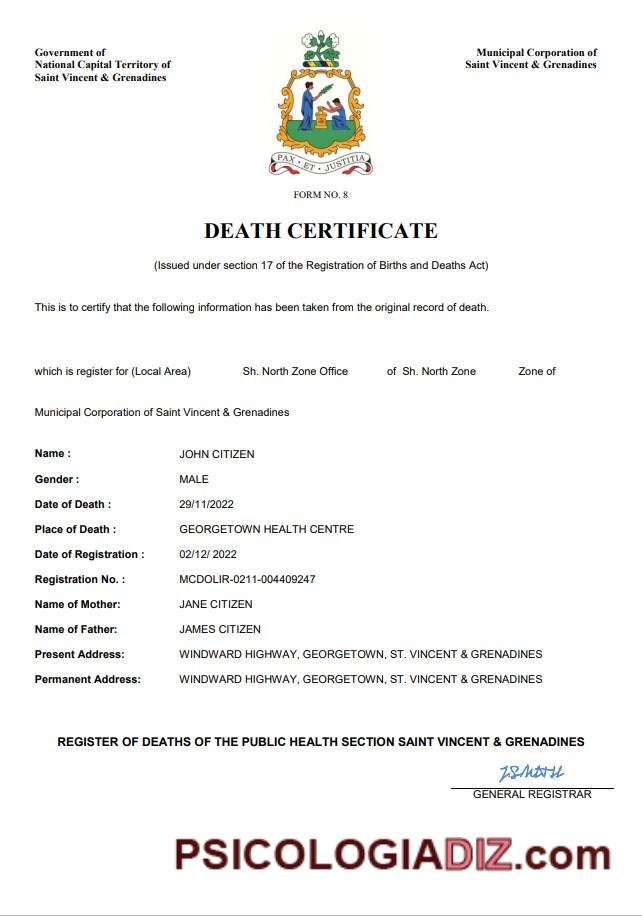 Government of
National Capital Territory of
Saint Vincent & Grenadines
Municipal Corporation of
Saint Vincent & Grenadines
PAX • ET • JUSTITIA
FORM NO. 8
DEATH CERTIFICATE
(Issued under section 17 of the Registration of Births and Deaths Act)
This is to certify that the following information has been taken from the original record of death.
which is register for (Local Area) Sh. North Zone Office of Sh. North Zone Zone of
Municipal Corporation of Saint Vincent & Grenadines
Name : JOHN CITIZEN
Gender : MALE
Date of Death : 29/11/2022
Place of Death : GEORGETOWN HEALTH CENTRE
Date of Registration : 02/12/ 2022
Registration No. : MCDOLIR-0211-004409247
Name of Mother: JANE CITIZEN
Name of Father: JAMES CITIZEN
Present Address: WINDWARD HIGHWAY, GEORGETOWN, ST. VINCENT & GRENADINES
Permanent Address: WINDWARD HIGHWAY, GEORGETOWN, ST. VINCENT & GRENADINES
REGISTER OF DEATHS OF THE PUBLIC HEALTH SECTION SAINT VINCENT & GRENADINES
GENERAL REGISTRAR
PSICOLOGIADIZ.com